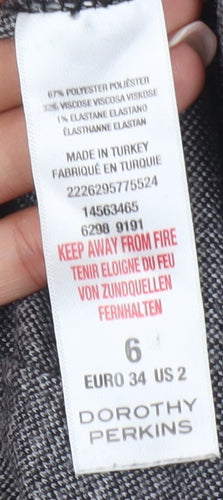 67% POLYESTER POLIÉSTER
32% VISCOSE VISCOSA VISKOSE
1% ELASTANE ELASTANO
ÉLASTHANNE ELASTAN
MADE IN TURKEY
FABRIQUÉ EN TURQUIE
2226295775524
14563465
6298 9191
KEEP AWAY FROM FIRE
TENIR ELOIGNE DU FEU
VON ZUNDQUELLEN
FERNHALTEN
6
EURO 34 US 2
DOROTHY
PERKINS